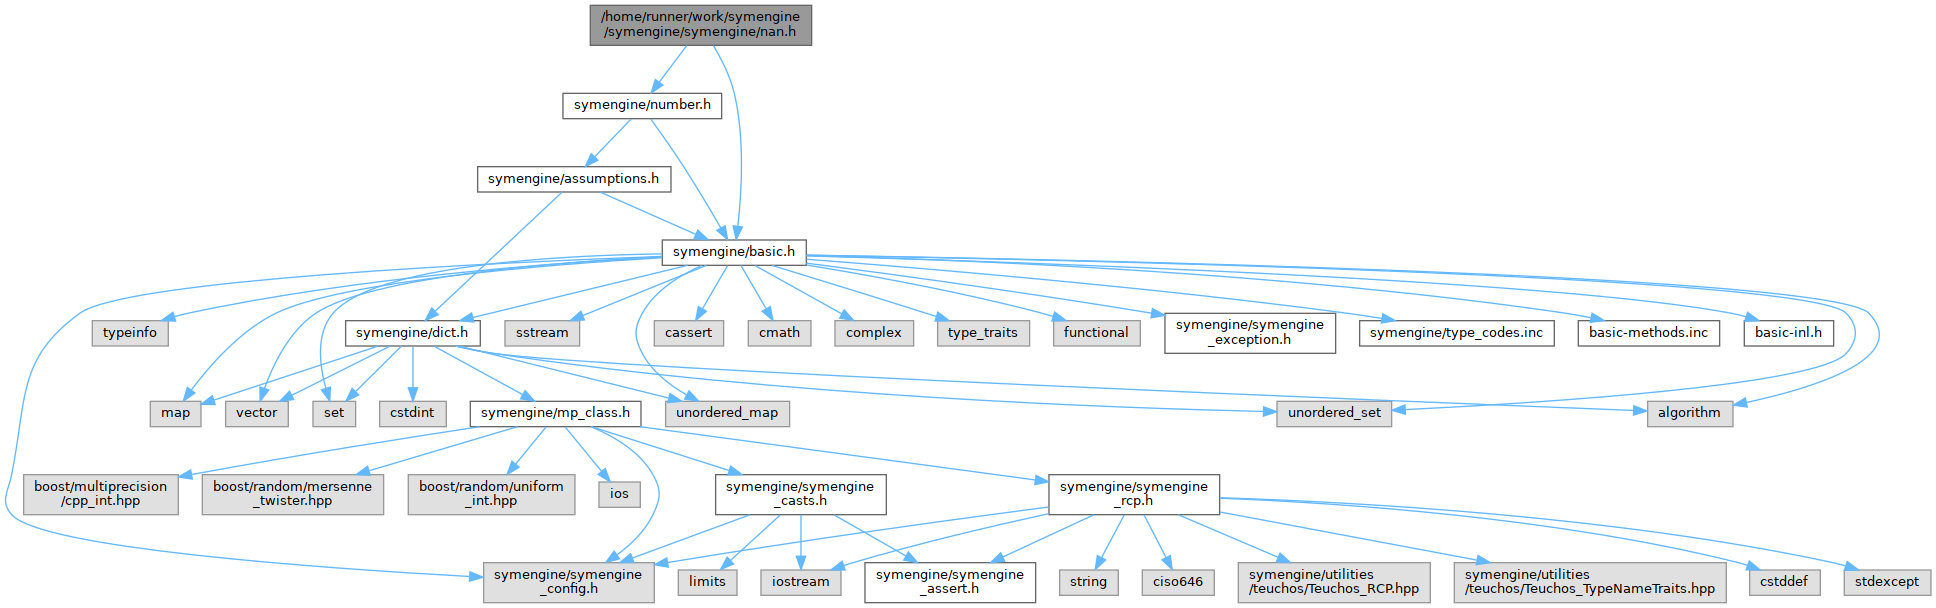 /home/runner/work/symengine
/symengine/symengine/nan.h
symengine/number.h
symengine/assumptions.h
symengine/basic.h
typeinfo
symengine/dict.h
sstream
cassert
cmath
complex
type_traits
functional
symengine/symengine
_exception.h
symengine/type_codes.inc
basic-methods.inc
basic-inl.h
map
vector
set
cstdint
symengine/mp_class.h
unordered_map
unordered_set
algorithm
boost/multiprecision
/cpp_int.hpp
boost/random/mersenne
_twister.hpp
boost/random/uniform
_int.hpp
ios
symengine/symengine
_casts.h
symengine/symengine
_rcp.h
symengine/symengine
_config.h
limits
iostream
symengine/symengine
_assert.h
string
ciso646
symengine/utilities
/teuchos/Teuchos_RCP.hpp
symengine/utilities
/teuchos/Teuchos_TypeNameTraits.hpp
cstddef
stdexcept